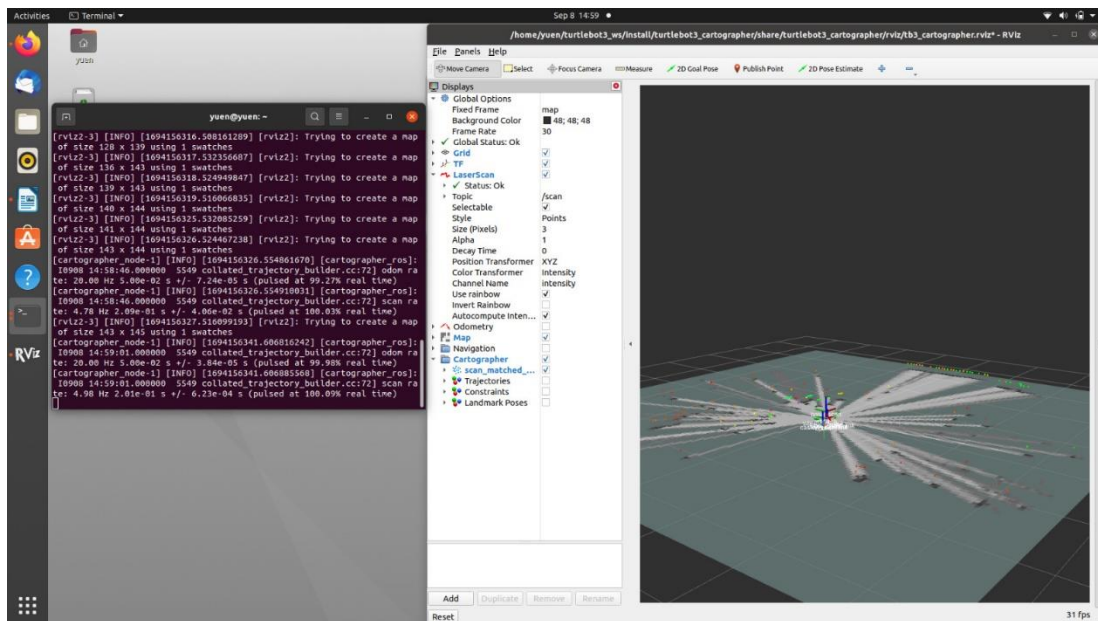 Activities
Terminal
Sep 8 14:59
yuen
yuen@yuen: ~
[rviz2-3] [INFO] [1694156316.508161289] [rviz2]: Trying to create a map
of size 128 x 139 using 1 swatches
[rviz2-3] [INFO] [1694156317.532356687] [rviz2]: Trying to create a map
of size 136 x 143 using 1 swatches
[rviz2-3] [INFO] [1694156318.524949847] [rviz2]: Trying to create a map
of size 139 x 143 using 1 swatches
[rviz2-3] [INFO] [1694156319.516066835] [rviz2]: Trying to create a map
of size 140 x 144 using 1 swatches
[rviz2-3] [INFO] [1694156325.532085259] [rviz2]: Trying to create a map
of size 141 x 144 using 1 swatches
[rviz2-3] [INFO] [1694156326.524467238] [rviz2]: Trying to create a map
of size 143 x 144 using 1 swatches
[cartographer_node-1] [INFO] [1694156326.554861670] [cartographer_ros]:
I0908 14:58:46.000000 5549 collated_trajectory_builder.cc:72] odom ra
te: 20.00 Hz 5.00e-02 s +/- 7.24e-05 s (pulsed at 99.27% real time)
[cartographer_node-1] [INFO] [1694156326.554910031] [cartographer_ros]:
I0908 14:58:46.000000 5549 collated_trajectory_builder.cc:72] scan ra
te: 4.78 Hz 2.09e-01 s +/- 4.06e-02 s (pulsed at 100.03% real time)
[rviz2-3] [INFO] [1694156327.516099193] [rviz2]: Trying to create a map
of size 143 x 145 using 1 swatches
[cartographer_node-1] [INFO] [1694156341.606816242] [cartographer_ros]:
I0908 14:59:01.000000 5549 collated_trajectory_builder.cc:72] odom ra
te: 20.00 Hz 5.00e-02 s +/- 3.84e-05 s (pulsed at 99.98% real time)
[cartographer_node-1] [INFO] [1694156341.606885568] [cartographer_ros]:
I0908 14:59:01.000000 5549 collated_trajectory_builder.cc:72] scan ra
te: 4.98 Hz 2.01e-01 s +/- 6.23e-04 s (pulsed at 100.09% real time)
RViz
/home/yuen/turtlebot3_ws/install/turtlebot3_cartographer/share/turtlebot3_cartographer/rviz/tb3_cartographer.rviz* - RViz
File Panels Help
Move Camera Select Focus Camera Measure 2D Goal Pose Publish Point 2D Pose Estimate
Displays
Global Options
Fixed Frame map
Background Color 48; 48; 48
Frame Rate 30
Global Status: Ok
Grid
TF
LaserScan
Status: Ok
Topic /scan
Selectable
Style Points
Size (Pixels) 3
Alpha 1
Decay Time 0
Position Transformer XYZ
Color Transformer Intensity
Channel Name intensity
Use rainbow
Invert Rainbow
Autocompute Inten...
Odometry
Map
Navigation
Cartographer
scan_matched_...
Trajectories
Constraints
Landmark Poses
Add Duplicate Remove Rename
Reset
31 fps